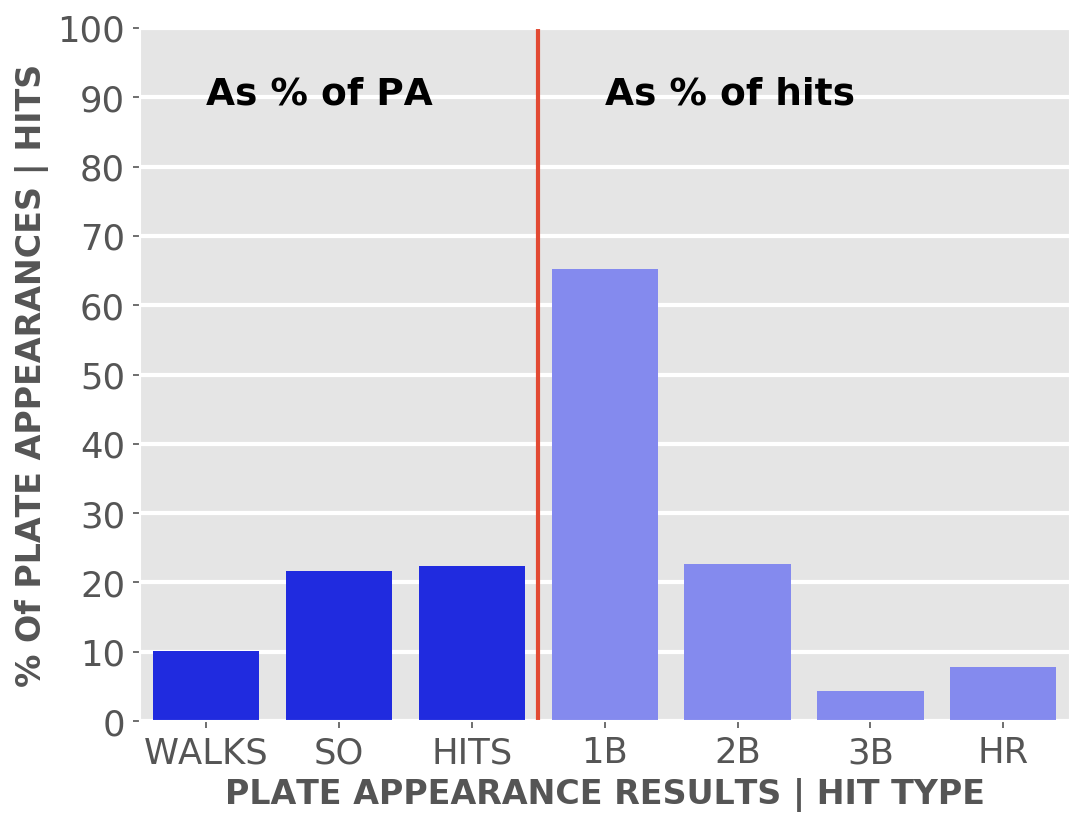 100
90
80
70
60
50
40
30
20
10
0
% Of PLATE APPEARANCES | HITS
As % of PA
As % of hits
WALKS SO HITS 1B 2B 3B HR
PLATE APPEARANCE RESULTS | HIT TYPE